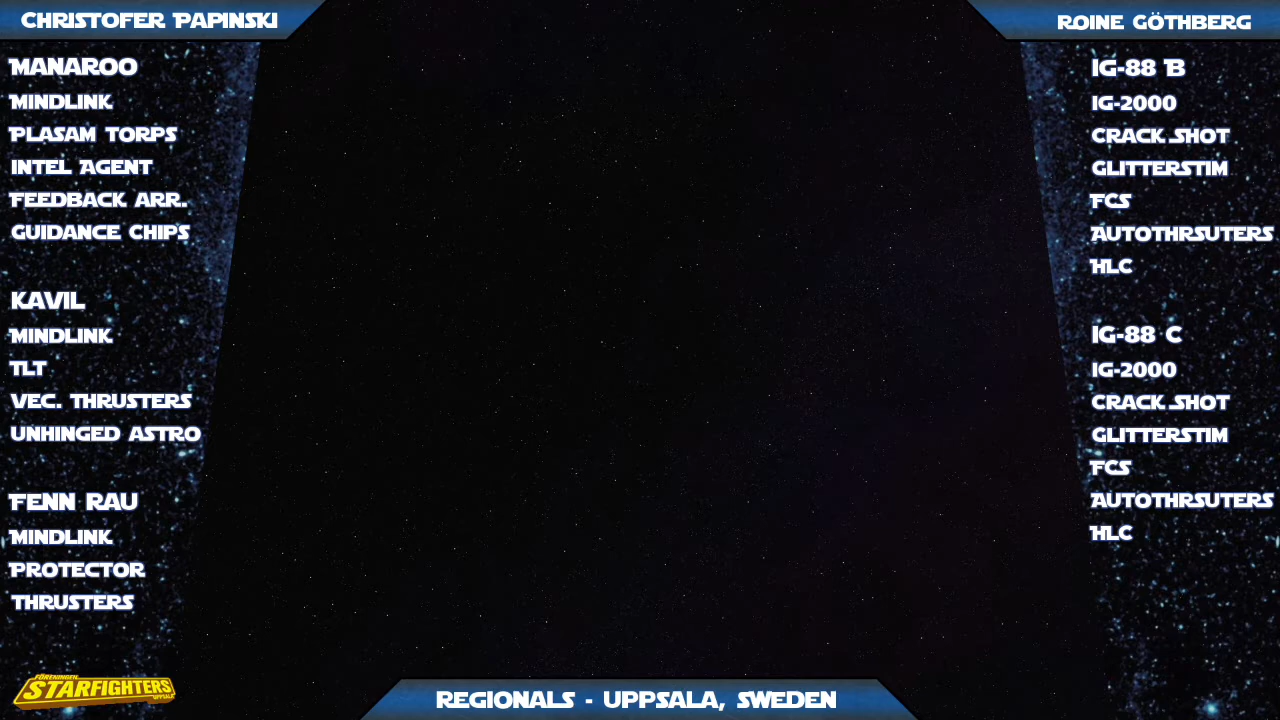 CHRISTOFER PAPINSKI
MANAROO
MINDLINK
PLASAM TORPS
INTEL AGENT
FEEDBACK ARR.
GUIDANCE CHIPS
KAVIL
MINDLINK
TLT
VEC. THRUSTERS
UNHINGED ASTRO
FENN RAU
MINDLINK
PROTECTOR
THRUSTERS
FÖRENINGEN
STARFIGHTERS
UPPSALA
ROINE GÖTHBERG
IG-88 B
IG-2000
CRACK SHOT
GLITTERSTIM
FCS
AUTOTHRSUTERS
HLC
IG-88 C
IG-2000
CRACK SHOT
GLITTERSTIM
FCS
AUTOTHRSUTERS
HLC
REGIONALS - UPPSALA, SWEDEN